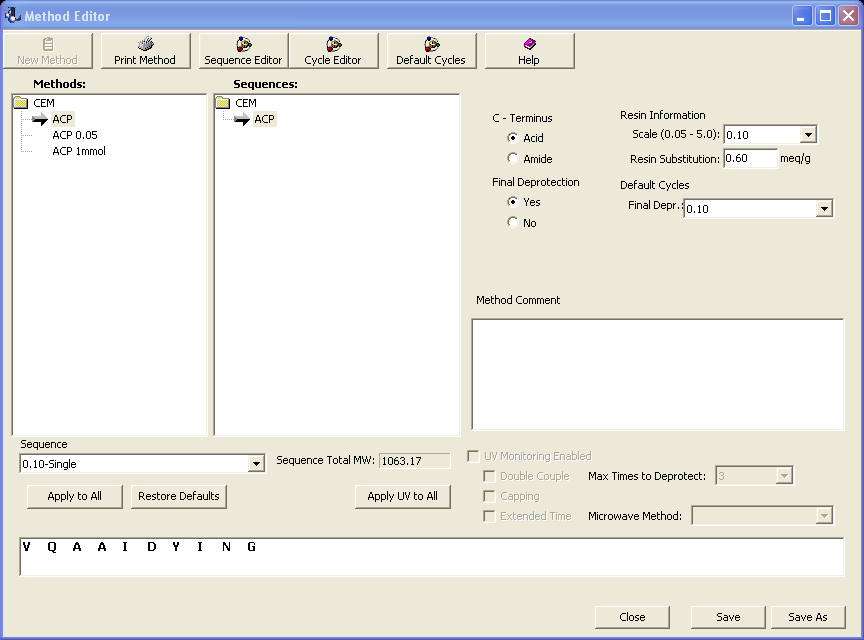 Method Editor
New Method Print Method Sequence Editor Cycle Editor Default Cycles Help
Methods: Sequences:
CEM
ACP
ACP 0.05
ACP 1mmol
CEM
ACP
C - Terminus
Acid
Amide
Final Deprotection
Yes
No
Resin Information
Scale (0.05 - 5.0): 0.10
Resin Substitution: 0.60 meq/g
Default Cycles
Final Depr.: 0.10
Method Comment
Sequence
0.10-Single
Sequence Total MW: 1063.17
Apply to All Restore Defaults Apply UV to All
UV Monitoring Enabled
Double Couple Max Times to Deprotect: 3
Capping
Extended Time Microwave Method:
V Q A A I D Y I N G
Close Save Save As